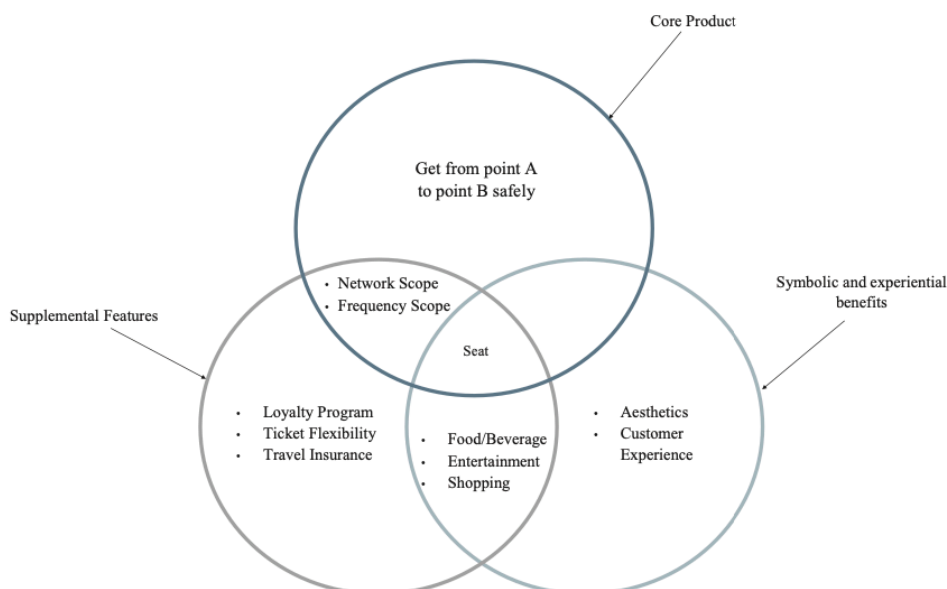 Core Product
Get from point A
to point B safely
• Network Scope
• Frequency Scope
Symbolic and experiential
benefits
Supplemental Features
Seat
• Loyalty Program
• Ticket Flexibility
• Travel Insurance
• Food/Beverage
• Entertainment
• Shopping
• Aesthetics
• Customer
Experience